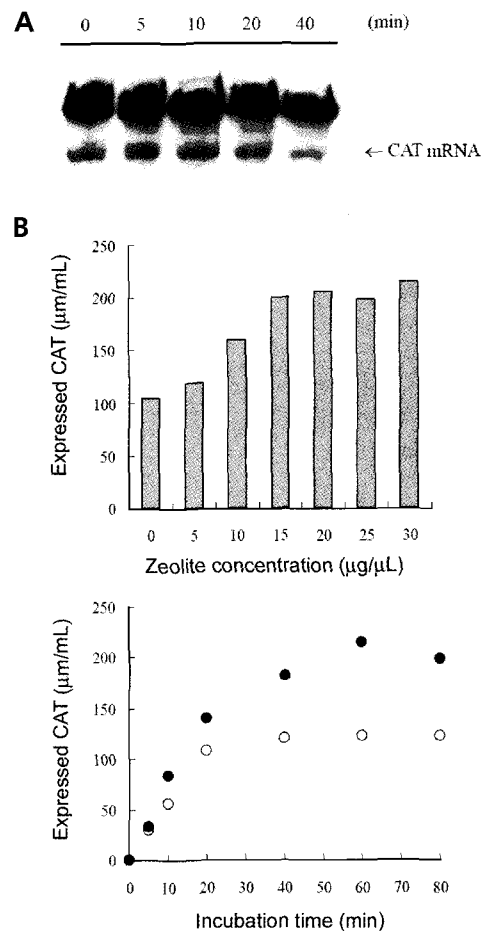 A
0 5 10 20 40 (min)
← CAT mRNA
B
Expressed CAT (μm/mL)
250
200
150
100
50
0
0 5 10 15 20 25 30
Zeolite concentration (μg/μL)
Expressed CAT (μm/mL)
250
200
150
100
50
0
0 10 20 30 40 50 60 70 80
Incubation time (min)